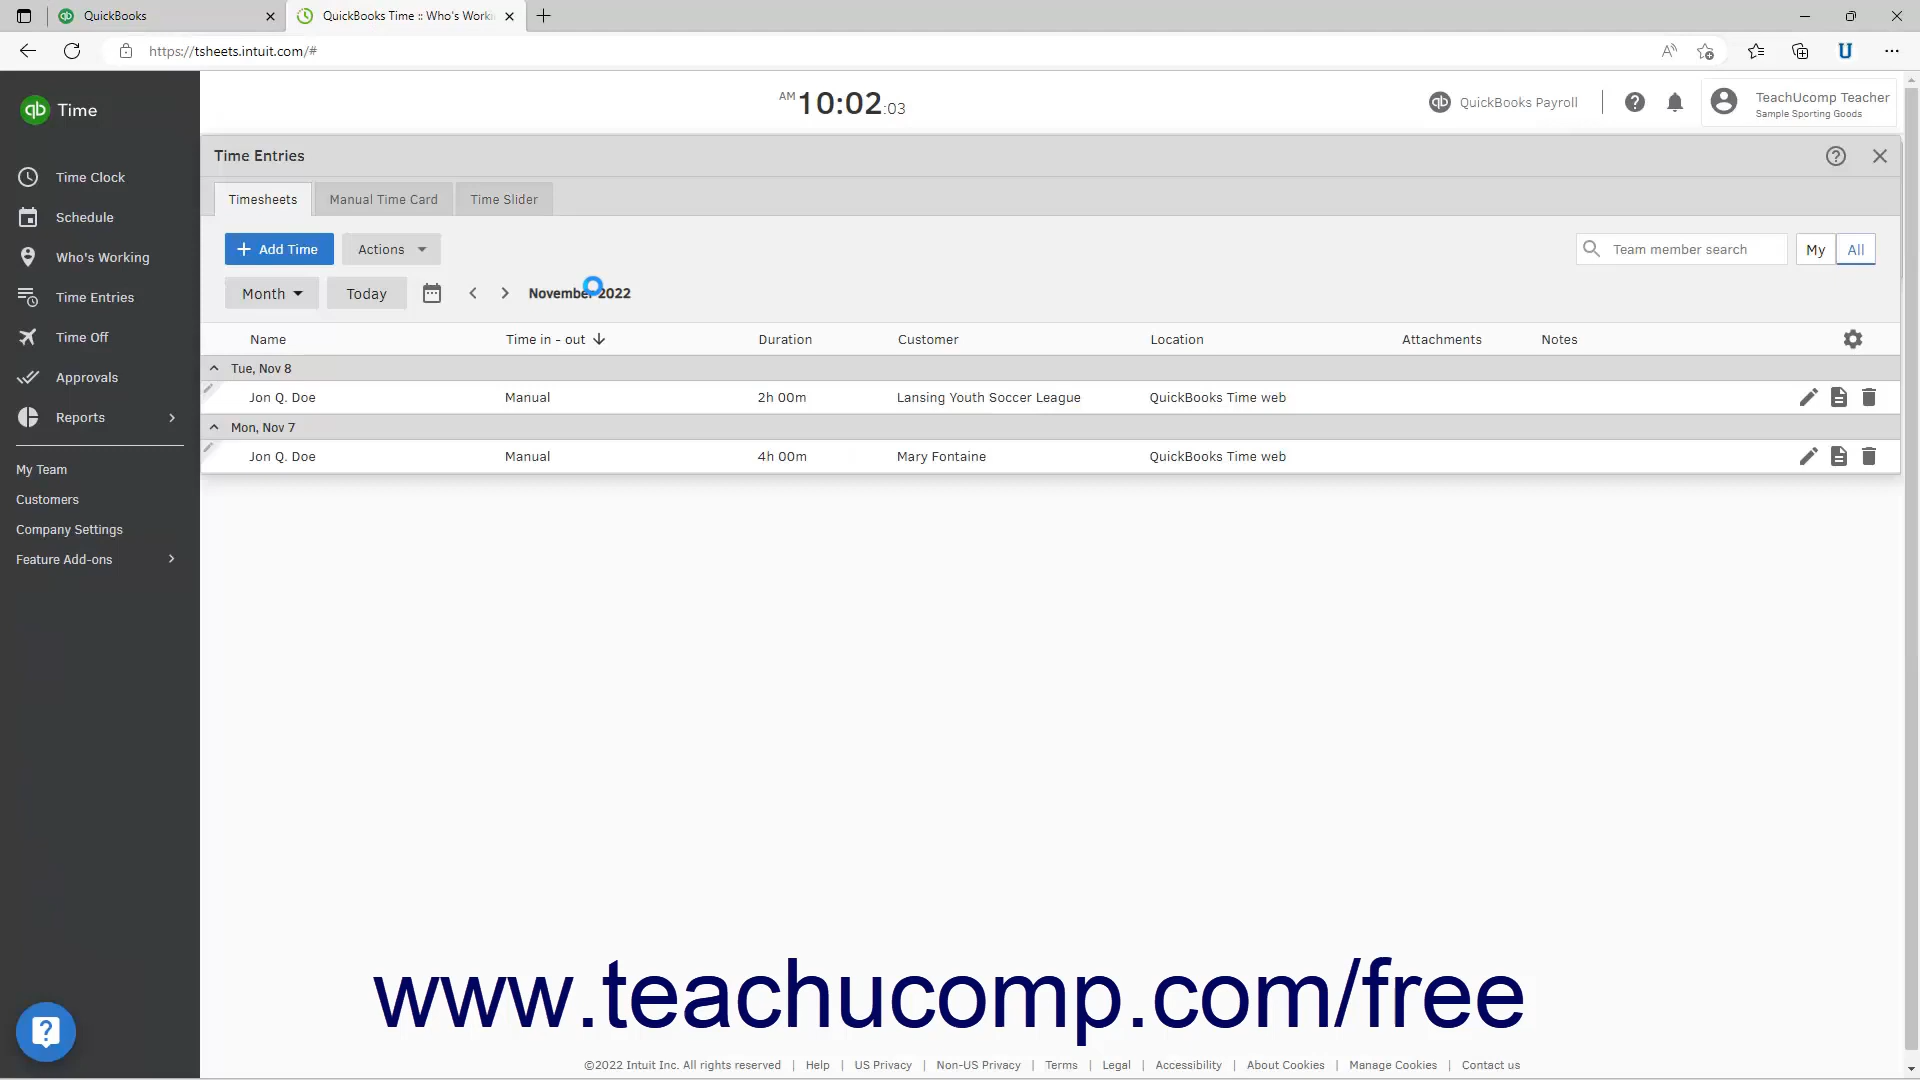 QuickBooks
QuickBooks Time :: Who's Worki
https://tsheets.intuit.com/#
qb Time
AM 10:02:03
qb QuickBooks Payroll
TeachUcomp Teacher
Sample Sporting Goods
Time Clock
Schedule
Who's Working
Time Entries
Time Off
Approvals
Reports
My Team
Customers
Company Settings
Feature Add-ons
Time Entries
Timesheets Manual Time Card Time Slider
+ Add Time Actions Team member search My All
Month Today November 2022
Name Time in - out Duration Customer Location Attachments Notes
Tue, Nov 8
Jon Q. Doe Manual 2h 00m Lansing Youth Soccer League QuickBooks Time web
Mon, Nov 7
Jon Q. Doe Manual 4h 00m Mary Fontaine QuickBooks Time web
www.teachucomp.com/free
©2022 Intuit Inc. All rights reserved | Help | US Privacy | Non-US Privacy | Terms | Legal | Accessibility | About Cookies | Manage Cookies | Contact us